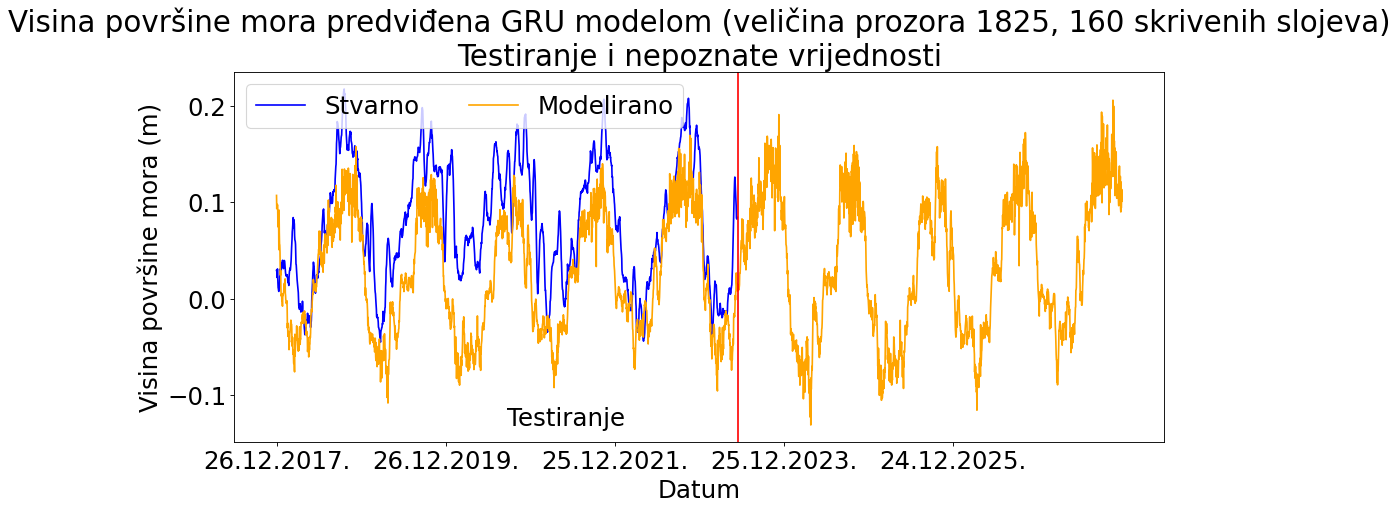 Visina površine mora predviđena GRU modelom (veličina prozora 1825, 160 skrivenih slojeva)
Testiranje i nepoznate vrijednosti
Stvarno Modelirano
Visina površine mora (m)
0.2
0.1
0.0
−0.1
Testiranje
26.12.2017. 26.12.2019. 25.12.2021. 25.12.2023. 24.12.2025.
Datum